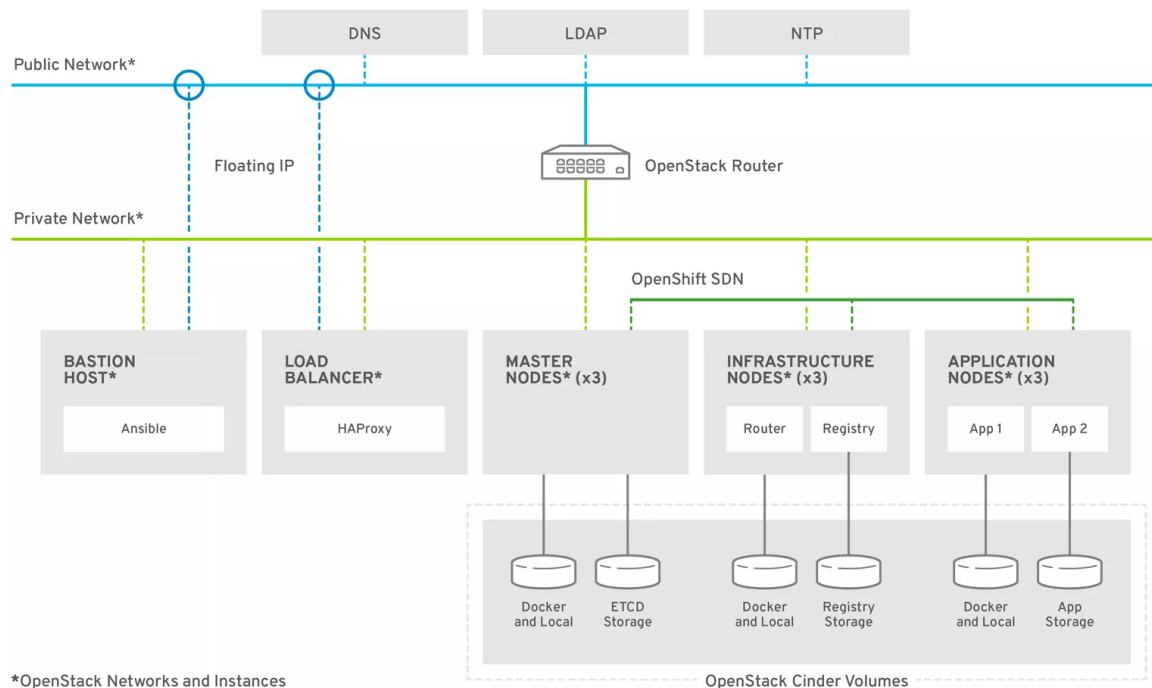 DNS
LDAP
NTP
Public Network*
Floating IP
OpenStack Router
Private Network*
OpenShift SDN
BASTION
HOST*
Ansible
LOAD
BALANCER*
HAProxy
MASTER
NODES* (x3)
INFRASTRUCTURE
NODES* (x3)
Router
Registry
APPLICATION
NODES* (x3)
App 1
App 2
Docker
and Local
ETCD
Storage
Docker
and Local
Registry
Storage
Docker
and Local
App
Storage
*OpenStack Networks and Instances
OpenStack Cinder Volumes